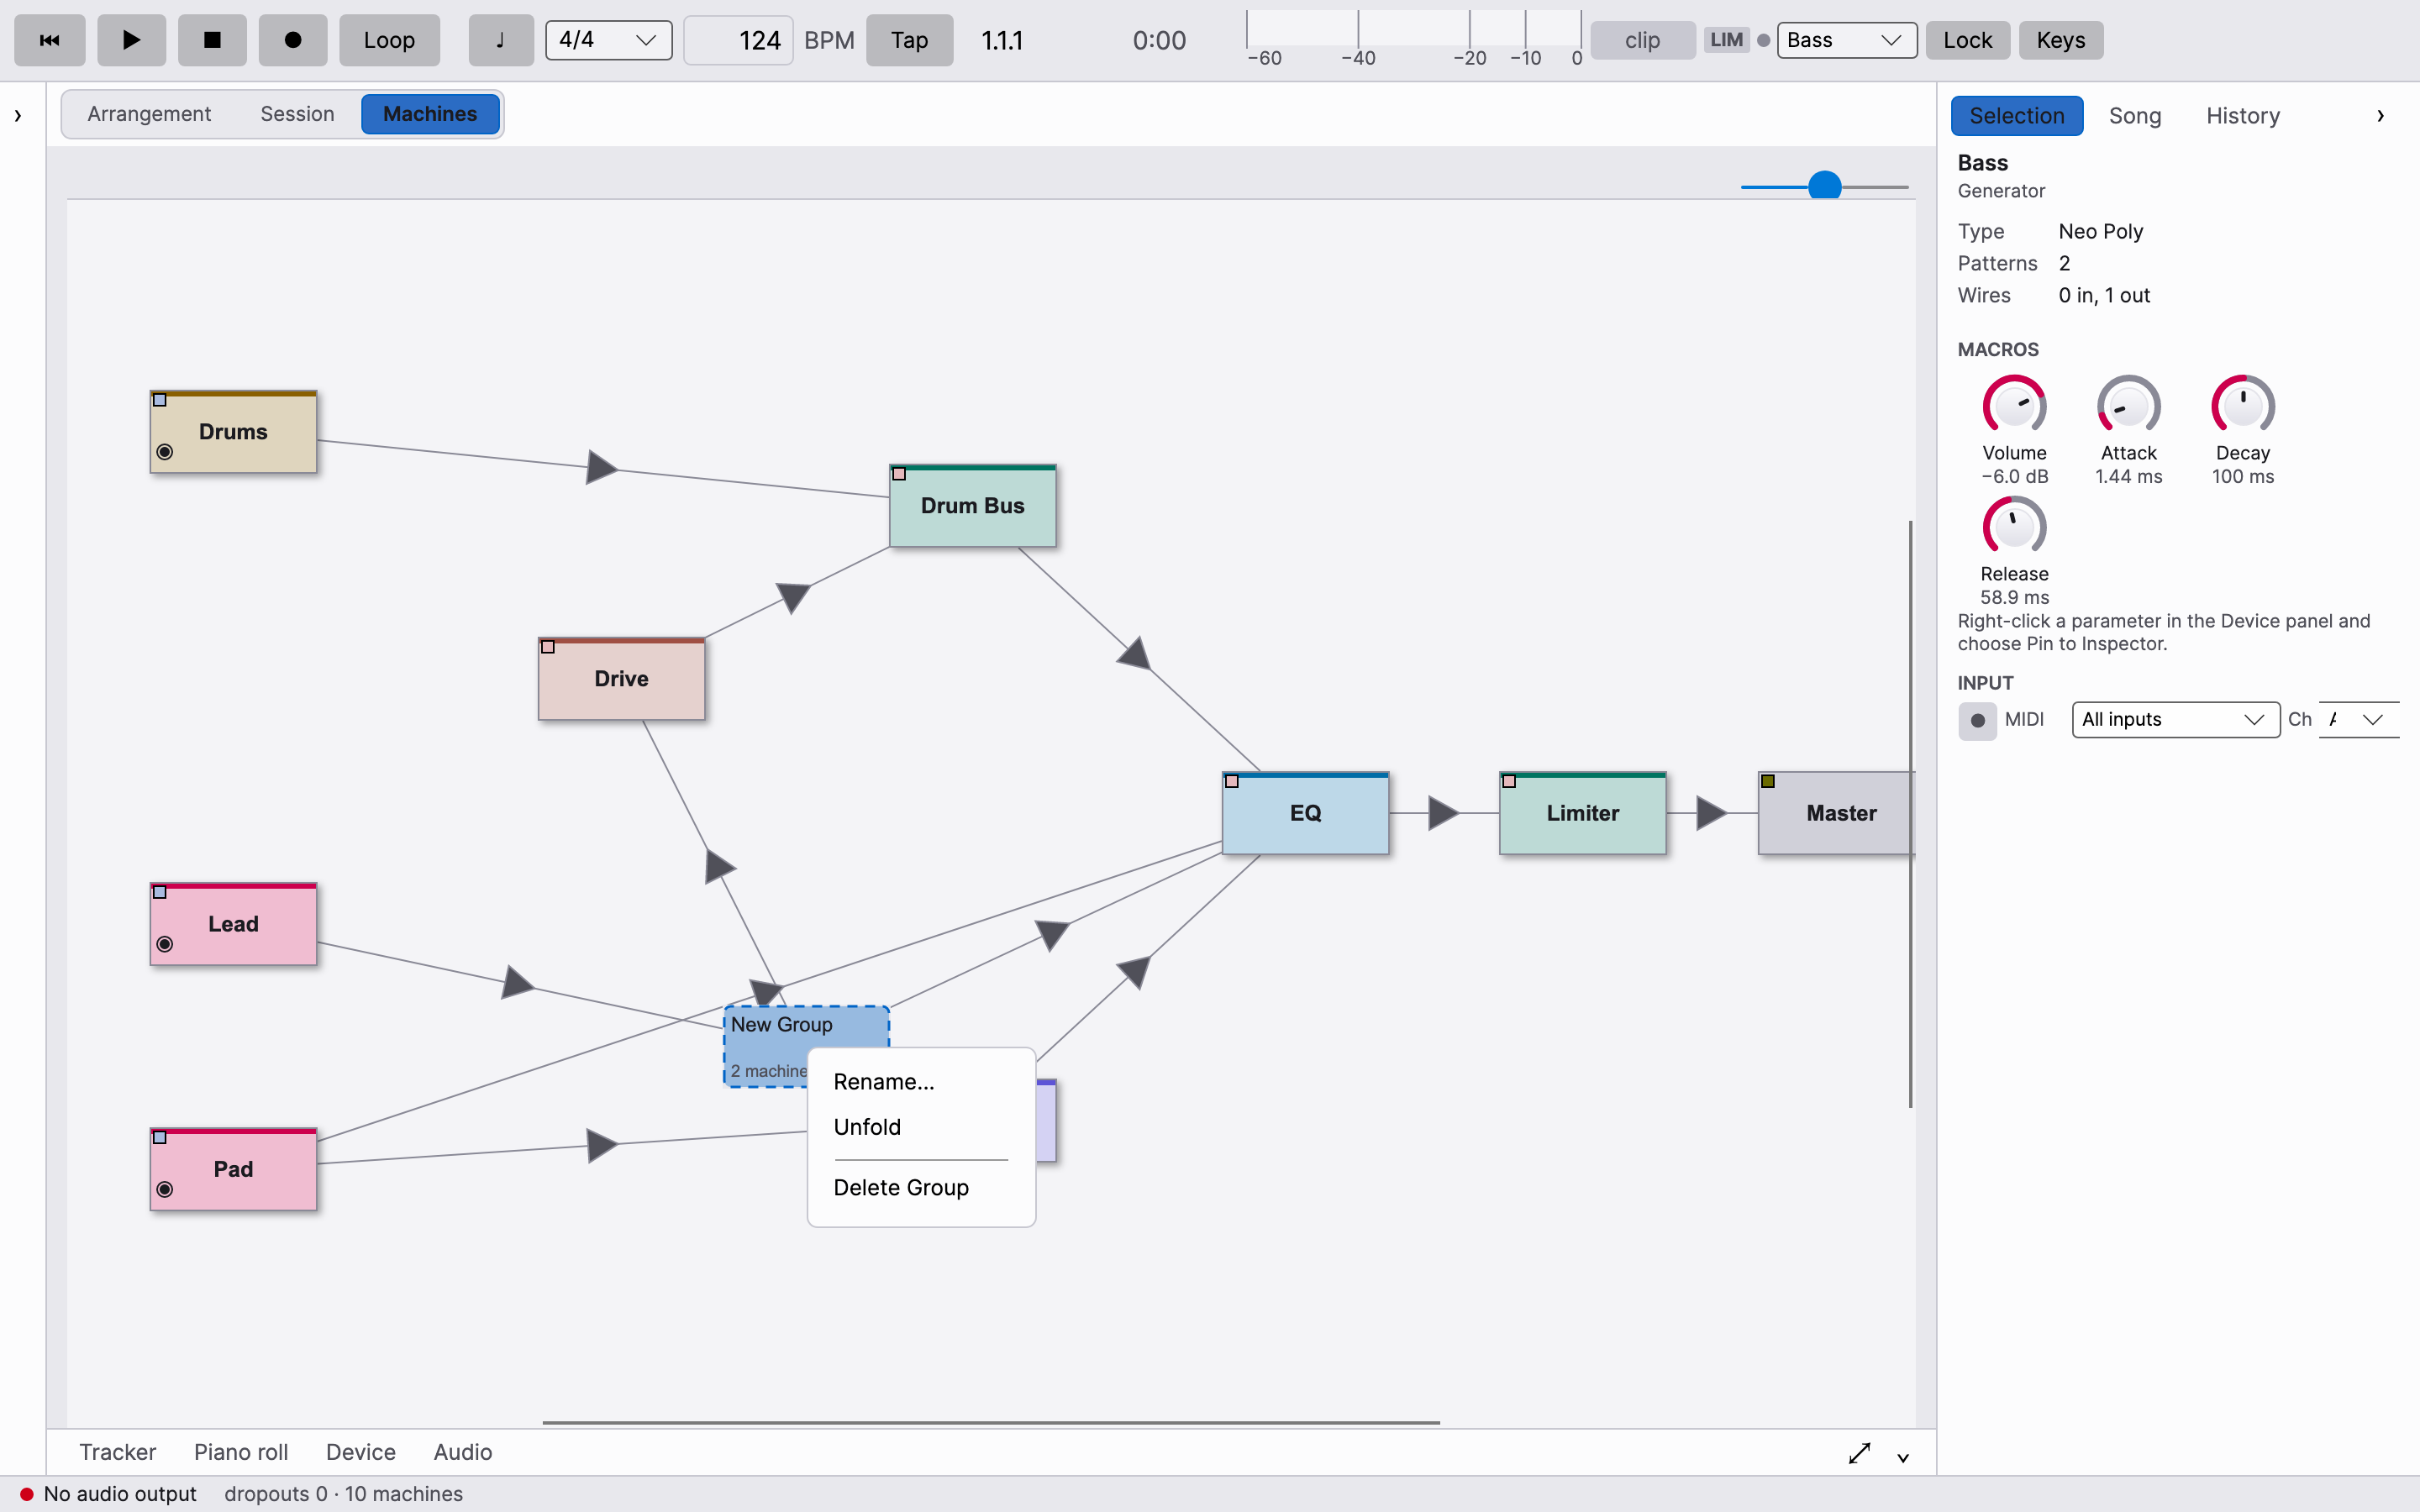 Loop
4/4
124
BPM
Tap
1.1.1
0:00
−60
−40
−20
−10
0
clip
LIM
Bass
Lock
Keys
Arrangement
Session
Machines
Selection
Song
History
Bass
Generator
Type Neo Poly
Patterns 2
Wires 0 in, 1 out
MACROS
Volume
−6.0 dB
Attack
1.44 ms
Decay
100 ms
Release
58.9 ms
Right-click a parameter in the Device panel and
choose Pin to Inspector.
INPUT
MIDI
All inputs
Ch
Drums
Drum Bus
Drive
EQ
Limiter
Master
Lead
New Group
2 machine
Pad
Rename...
Unfold
Delete Group
Tracker
Piano roll
Device
Audio
No audio output
dropouts 0 · 10 machines